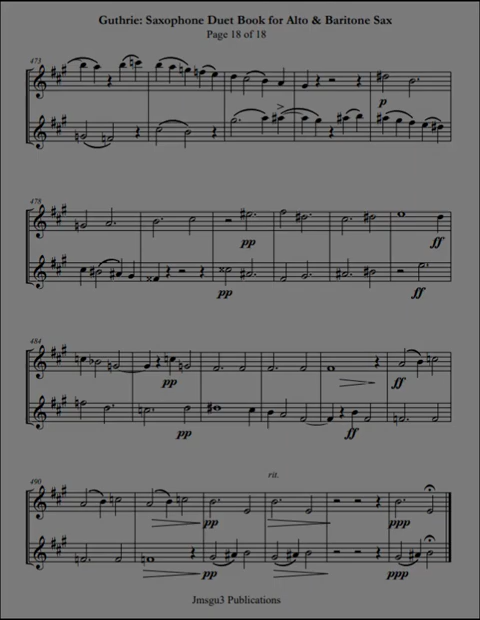 Guthrie: Saxophone Duet Book for Alto & Baritone Sax
Page 18 of 18
473
p
478
pp
ff
pp
ff
484
pp
ff
pp
ff
490
rit.
pp
ppp
pp
ppp
Jmsgu3 Publications